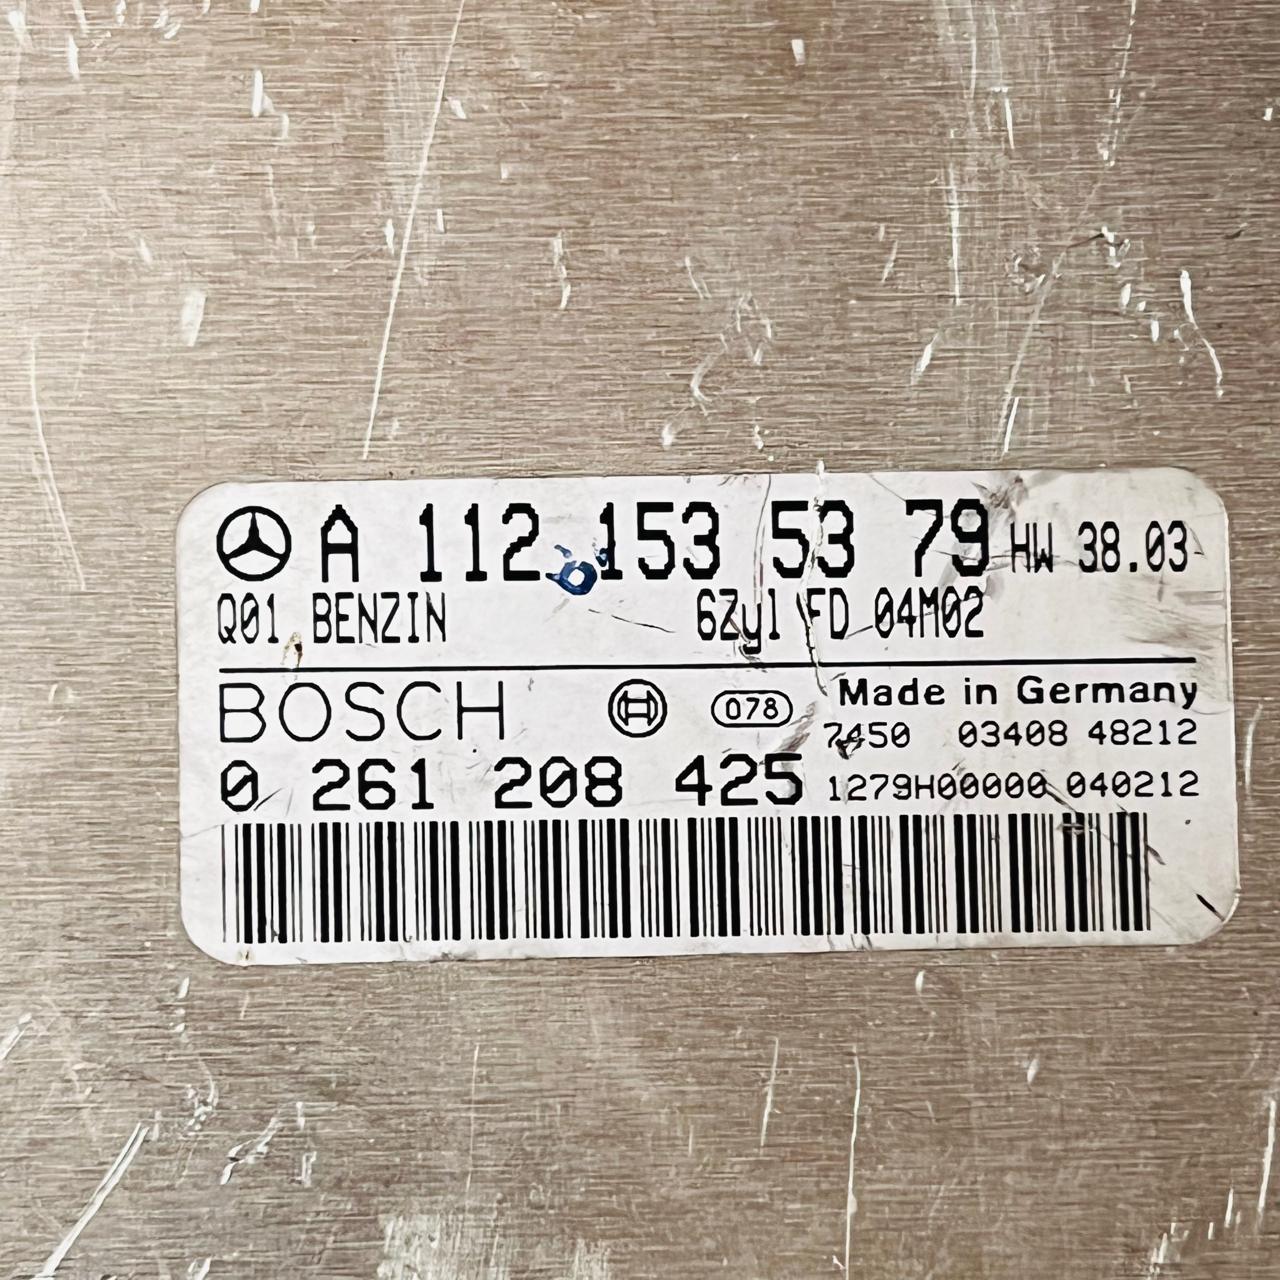 A 112 153 53 79 HW 38.03
Q01 BENZIN 6Zyl FD 04M02
BOSCH 078 Made in Germany
7450 03408 48212
0 261 208 425 1279H00000 040212